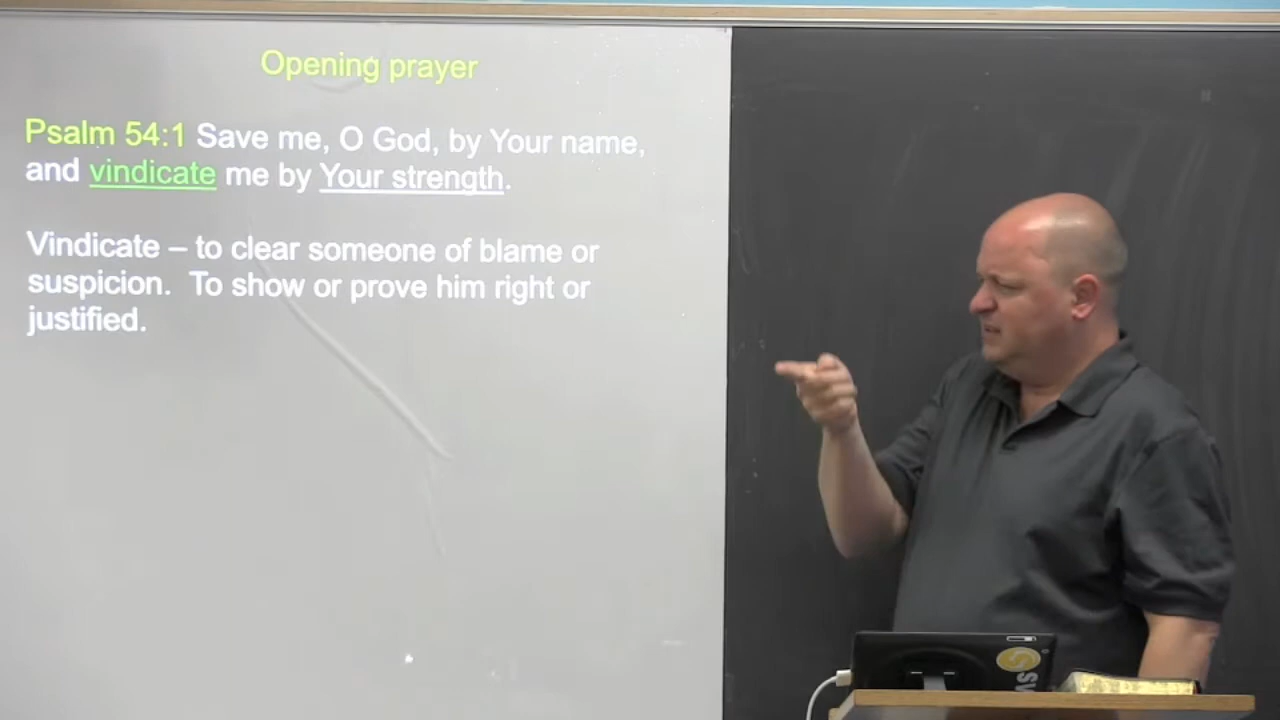 Opening prayer
Psalm 54:1 Save me, O God, by Your name,
and vindicate me by Your strength.
Vindicate – to clear someone of blame or
suspicion. To show or prove him right or
justified.
SV